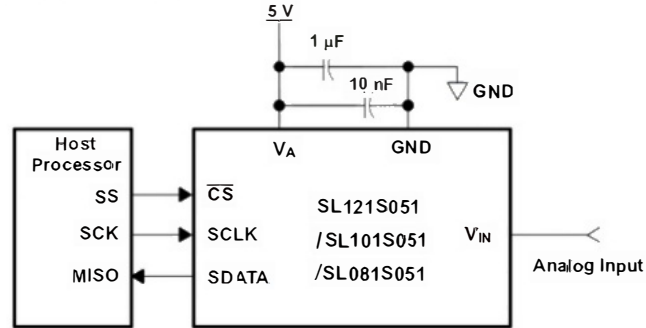 5 V
1 µF
10 nF
GND
Host
Processor
VA
GND
SS
CS
SL121S051
SCK
SCLK
/SL101S051
VIN
MISO
SDATA
/SL081S051
Analog Input